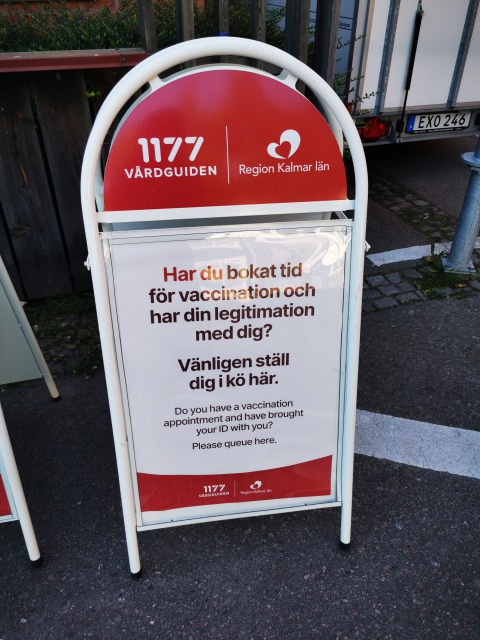 1177
VÅRDGUIDEN
Region Kalmar län
EXO 246
Har du bokat tid
för vaccination och
har din legitimation
med dig?
Vänligen ställ
dig i kö här.
Do you have a vaccination
appointment and have brought
your ID with you?
Please queue here.
1177
VÅRDGUIDEN
Region Kalmar län